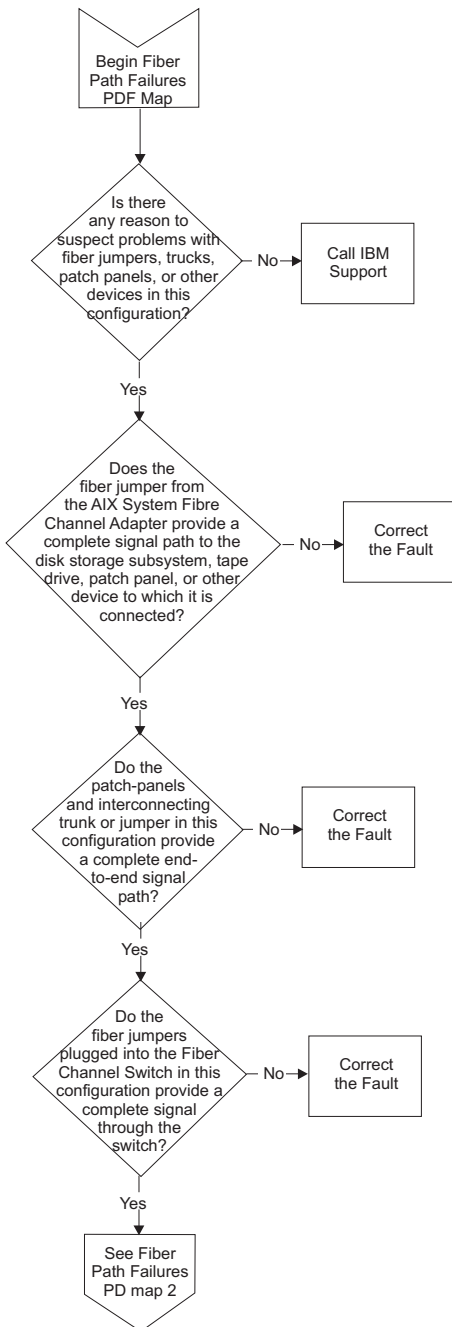 Begin Fiber
Path Failures
PDF Map
Is there
any reason to
suspect problems with
fiber jumpers, trucks,
patch panels, or other
devices in this
configuration?
No
Call IBM
Support
Yes
Does the
fiber jumper from
the AIX System Fibre
Channel Adapter provide a
complete signal path to the
disk storage subsystem, tape
drive, patch panel, or other
device to which it is
connected?
No
Correct
the Fault
Yes
Do the
patch-panels
and interconnecting
trunk or jumper in this
configuration provide
a complete end-
to-end signal
path?
No
Correct
the Fault
Yes
Do the
fiber jumpers
plugged into the Fiber
Channel Switch in this
configuration provide a
complete signal
through the
switch?
No
Correct
the Fault
Yes
See Fiber
Path Failures
PD map 2